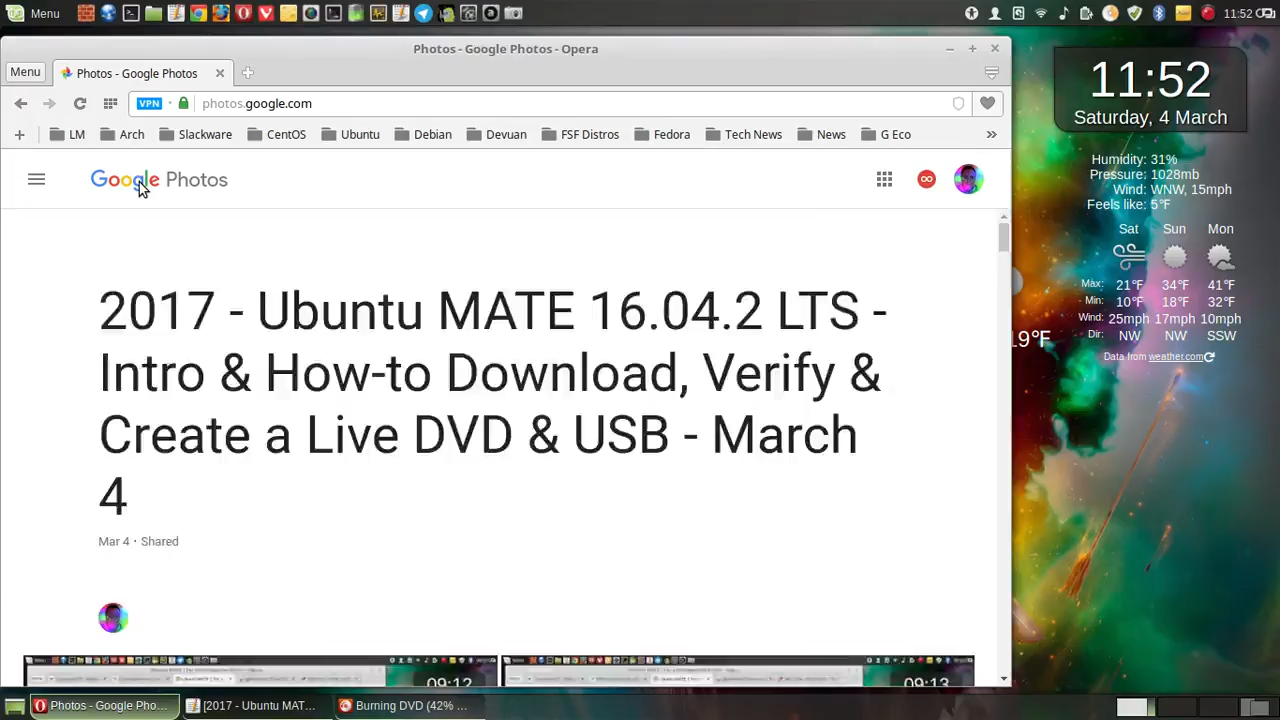 Menu
11:52
Photos - Google Photos - Opera
Menu
Photos - Google Photos
VPN
photos.google.com
LM
Arch
Slackware
CentOS
Ubuntu
Debian
Devuan
FSF Distros
Fedora
Tech News
News
G Eco
»
Google Photos
2017 - Ubuntu MATE 16.04.2 LTS -
Intro & How-to Download, Verify &
Create a Live DVD & USB - March
4
Mar 4 · Shared
09:12
09:13
11:52
Saturday, 4 March
Humidity: 31%
Pressure: 1028mb
Wind: WNW, 15mph
Feels like: 5°F
19°F
Sat Sun Mon
Max: 21°F 34°F 41°F
Min: 10°F 18°F 32°F
Wind: 25mph 17mph 10mph
Dir: NW NW SSW
Data from weather.com
Photos - Google Pho...
[2017 - Ubuntu MAT...
Burning DVD (42% ...